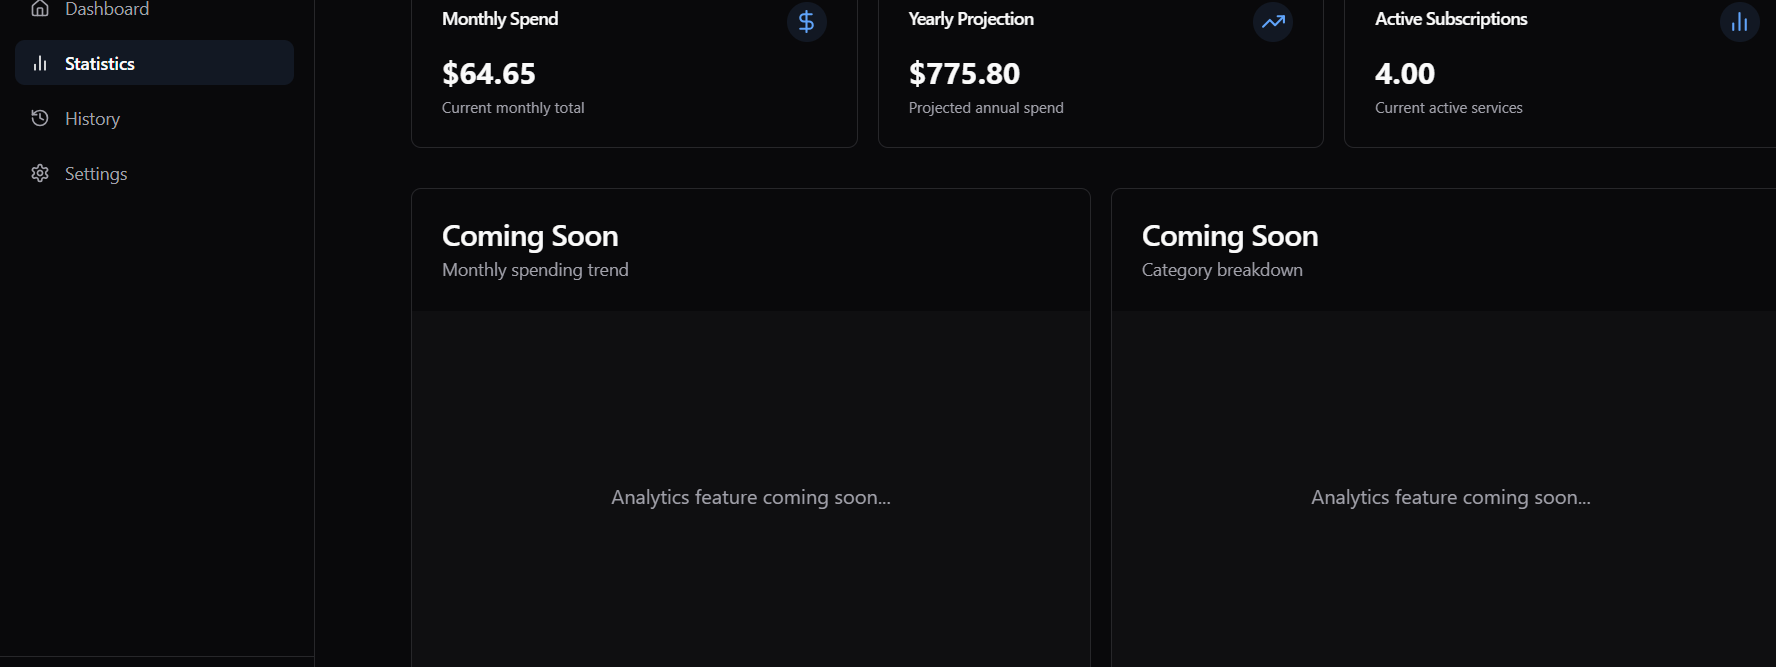 Dashboard
Statistics
History
Settings
Monthly Spend
$64.65
Current monthly total
Yearly Projection
$775.80
Projected annual spend
Active Subscriptions
4.00
Current active services
Coming Soon
Monthly spending trend
Analytics feature coming soon...
Coming Soon
Category breakdown
Analytics feature coming soon...